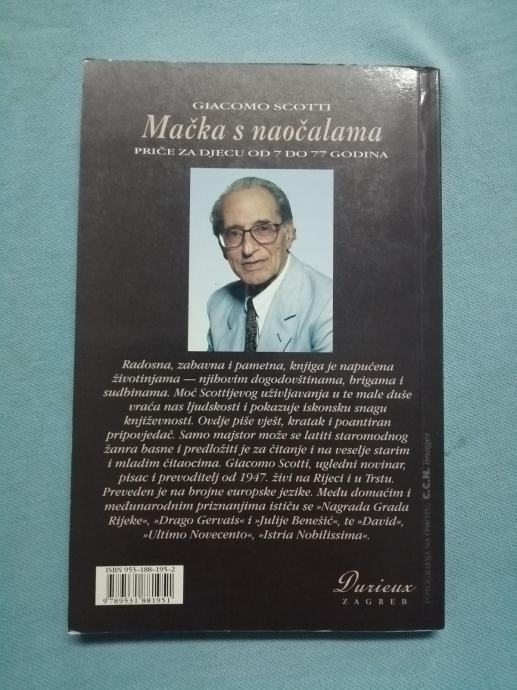 GIACOMO SCOTTI
Mačka s naočalama
PRIČE ZA DJECU OD 7 DO 77 GODINA
Radosna, zabavna i pametna, knjiga je napučena
životinjama — njihovim dogodovštinama, brigama i
sudbinama. Moć Scottijevog uživljavanja u te male duše
vraća nas ljudskosti i pokazuje iskonsku snagu
književnosti. Ovdje piše vješt, kratak i poantiran
pripovjedač. Samo majstor može se latiti staromodnog
žanra basne i predložiti je za čitanje i na veselje starim
i mladim čitaocima. Giacomo Scotti, ugledni novinar,
pisac i prevoditelj od 1947. živi na Rijeci i u Trstu.
Preveden je na brojne europske jezike. Među domaćim i
međunarodnim priznanjima ističu se »Nagrada Grada
Rijeke«, »Drago Gervais« i »Julije Benešić«, te »David«,
»Ultimo Novecento«, »Istria Nobilissima«.
ISBN 953-188-195-2
9789531881951
Durieux
ZAGREB
FOTOGRAFIJA NA OMOTU: C.C.N. images